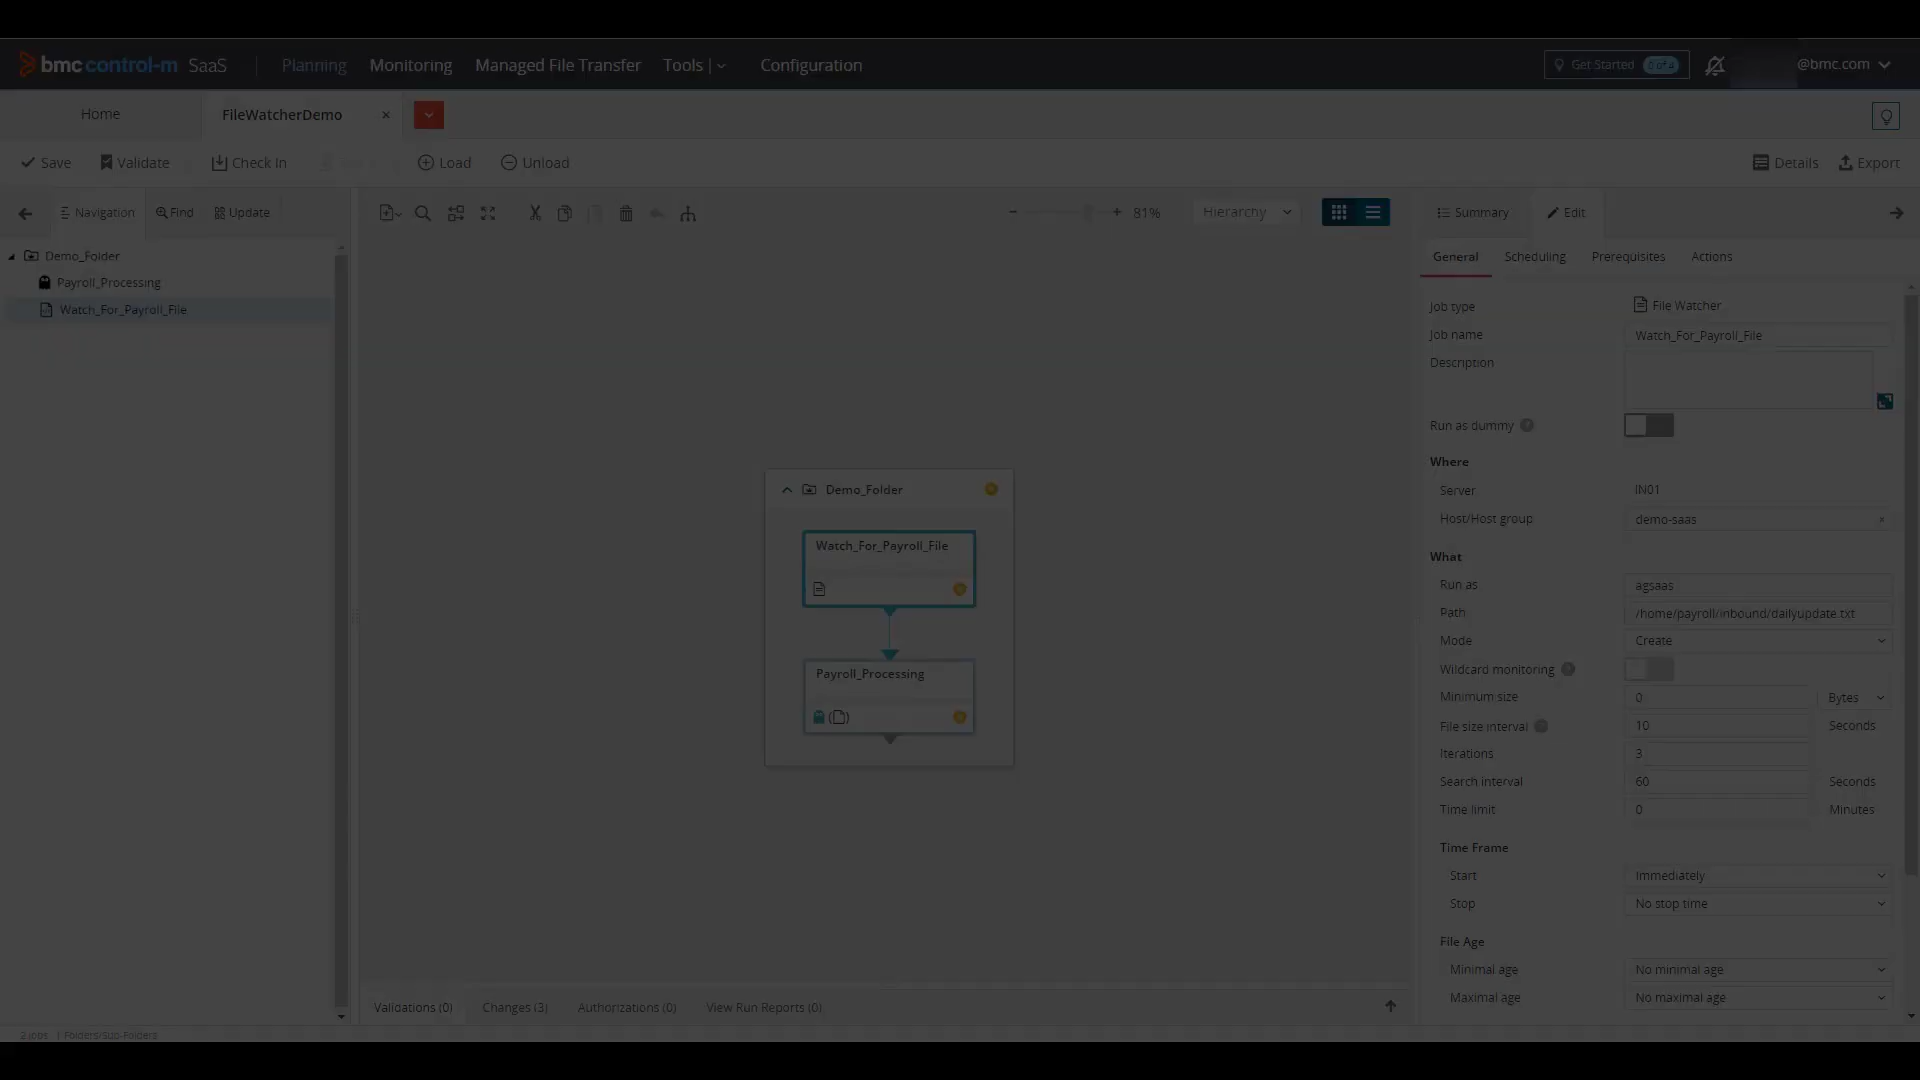 bmc control-m SaaS
Planning
Monitoring
Managed File Transfer
Tools
Configuration
Get Started
@bmc.com
Home
FileWatcherDemo
Save
Validate
Check In
Load
Unload
Details
Export
Navigation
Find
Update
81%
Hierarchy
Summary
Edit
Demo_Folder
Payroll_Processing
Watch_For_Payroll_File
Demo_Folder
Watch_For_Payroll_File
Payroll_Processing
General
Scheduling
Prerequisites
Actions
Job type
File Watcher
Job name
Watch_For_Payroll_File
Description
Run as dummy
Where
Server
IN01
Host/Host group
demo-saas
What
Run as
agsaas
Path
/home/payroll/inbound/dailyupdate.txt
Mode
Create
Wildcard monitoring
Minimum size
0
Bytes
File size interval
10
Seconds
Iterations
3
Search interval
60
Seconds
Time limit
0
Minutes
Time Frame
Start
Immediately
Stop
No stop time
File Age
Minimal age
No minimal age
Maximal age
No maximal age
Validations (0)
Changes (3)
Authorizations (0)
View Run Reports (0)
2 Jobs | Folders/Sub-Folders